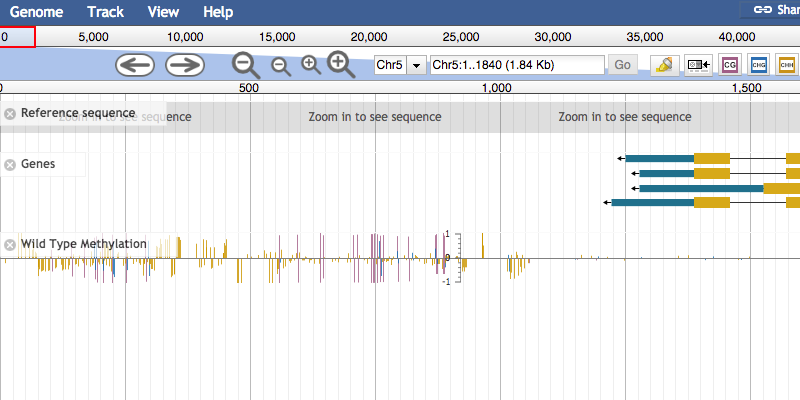 Genome Track View Help Shar
0 5,000 10,000 15,000 20,000 25,000 30,000 35,000 40,000
Chr5 Chr5:1..1840 (1.84 Kb) Go CG CHG CHH
0 500 1,000 1,500
Reference sequence Zoom in to see sequence Zoom in to see sequence Zoom in to see sequence
Genes
Wild Type Methylation 1
0
-1